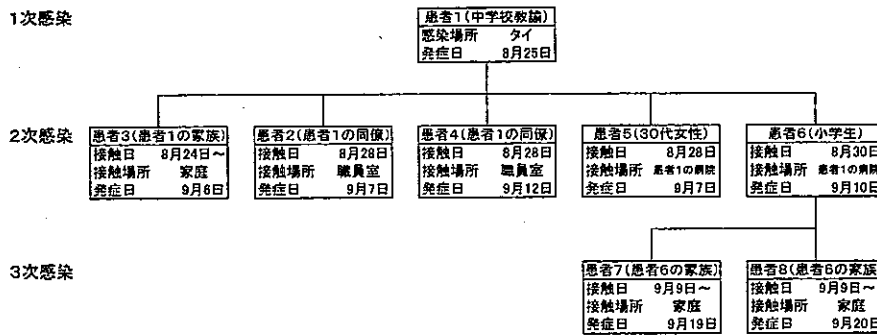 1次感染
患者1(中学校教諭)
感染場所 タイ
発症日 8月25日
2次感染
患者3(患者1の家族)
接触日 8月24日～
接触場所 家庭
発症日 9月6日
患者2(患者1の同僚)
接触日 8月28日
接触場所 職員室
発症日 9月7日
患者4(患者1の同僚)
接触日 8月28日
接触場所 職員室
発症日 9月12日
患者5(30代女性)
接触日 8月28日
接触場所 患者1の病院
発症日 9月7日
患者6(小学生)
接触日 8月30日
接触場所 患者1の病院
発症日 9月10日
3次感染
患者7(患者6の家族)
接触日 9月9日～
接触場所 家庭
発症日 9月19日
患者8(患者6の家族
接触日 9月9日～
接触場所 家庭
発症日 9月20日